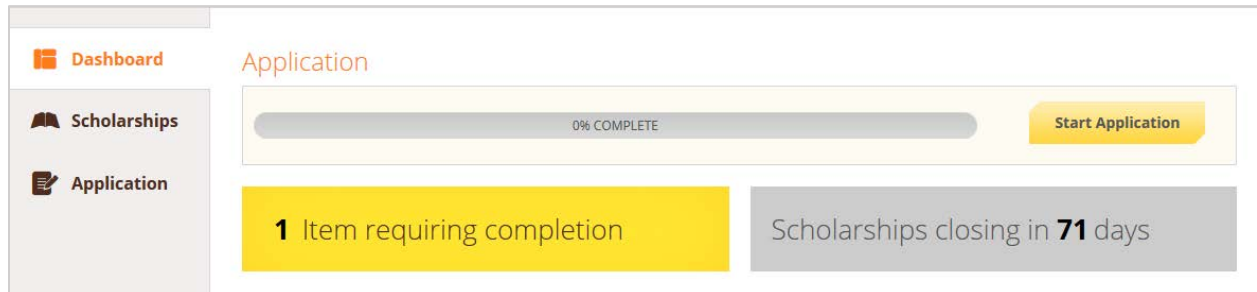 Dashboard
Scholarships
Application
Application
0% COMPLETE
Start Application
1 Item requiring completion
Scholarships closing in 71 days